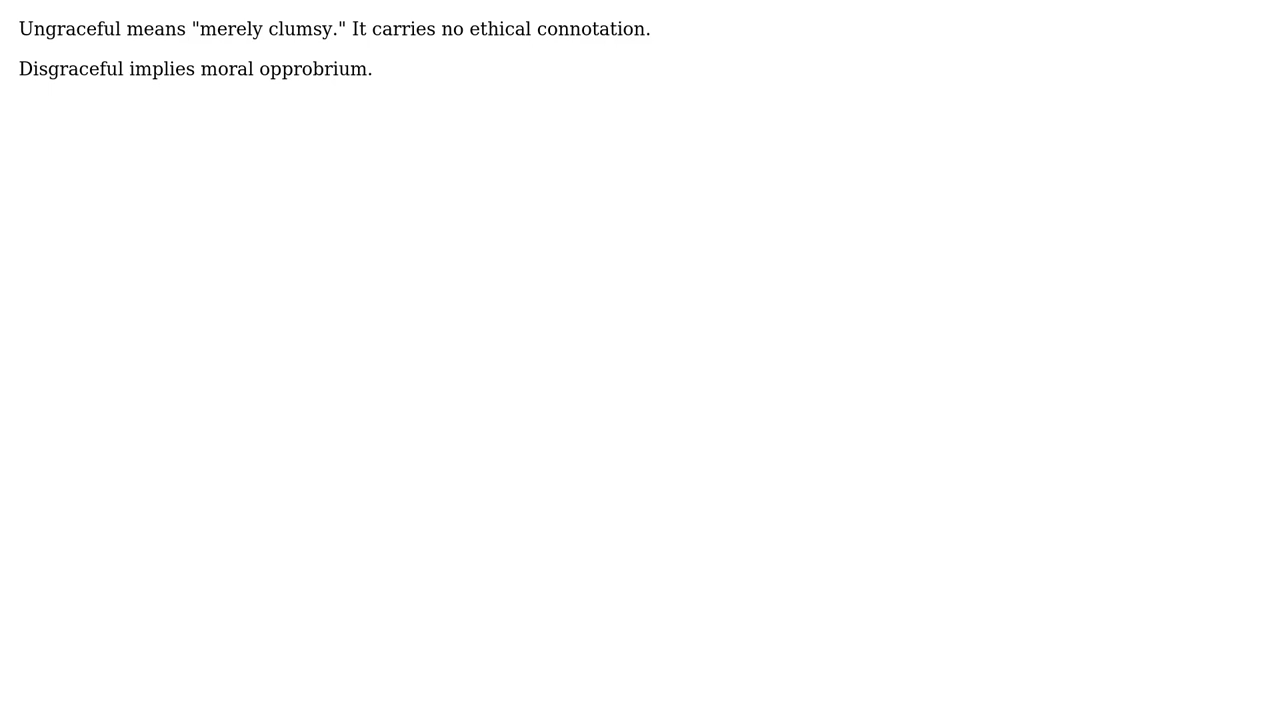 Ungraceful means "merely clumsy." It carries no ethical connotation.
Disgraceful implies moral opprobrium.